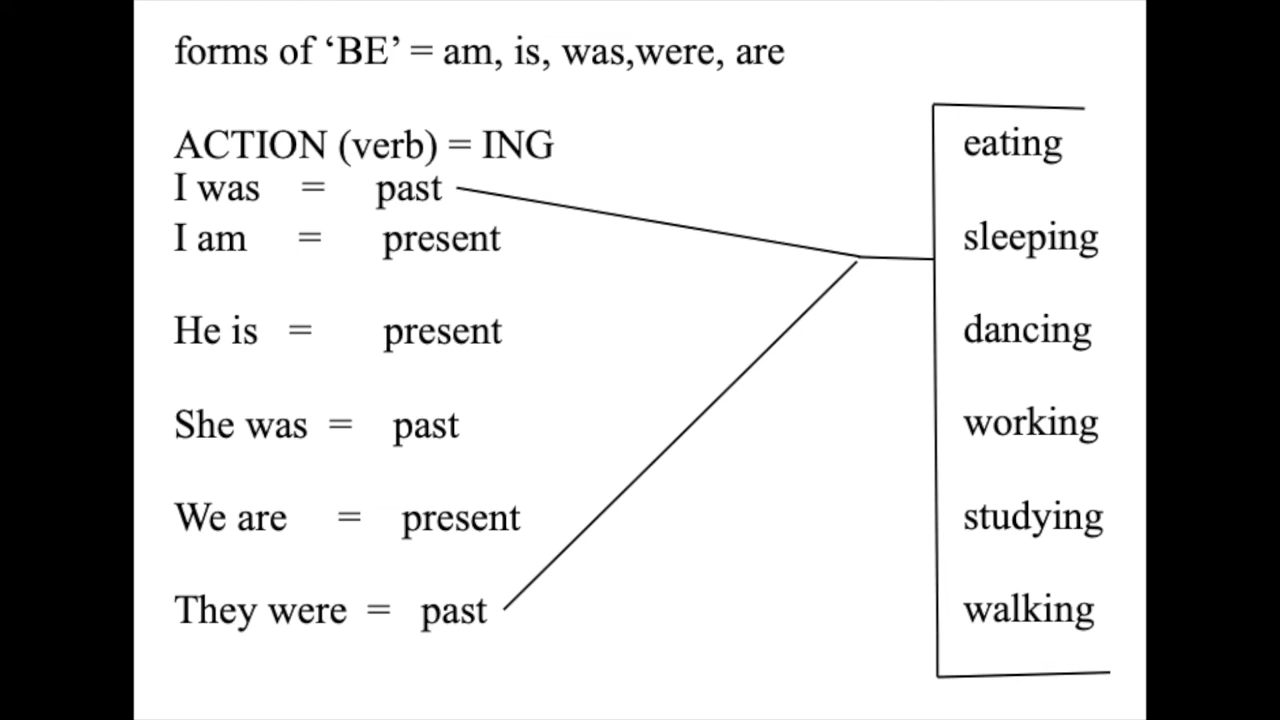 forms of ‘BE’ = am, is, was,were, are
ACTION (verb) = ING
I was = past
I am = present
He is = present
She was = past
We are = present
They were = past
eating
sleeping
dancing
working
studying
walking